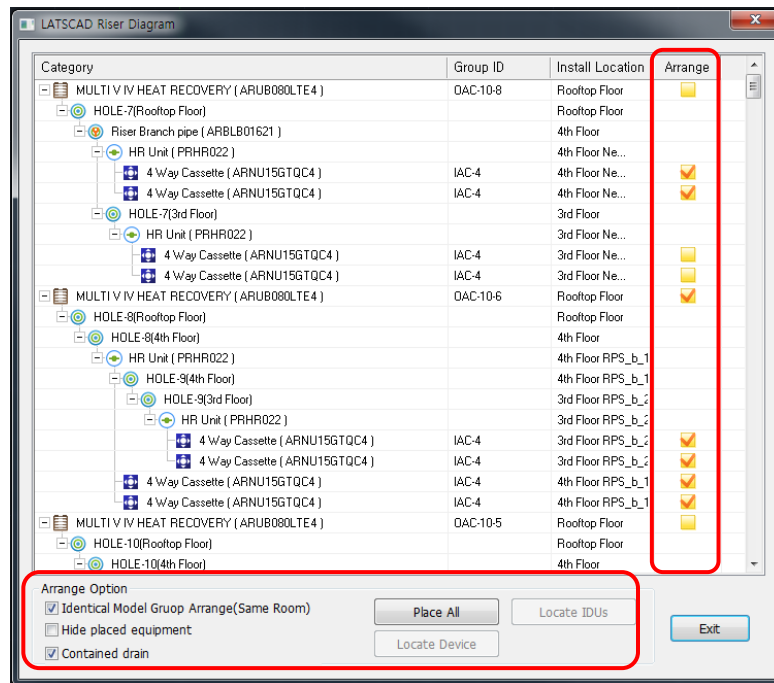 LATSCAD Riser Diagram
Category Group ID Install Location Arrange
MULTI V IV HEAT RECOVERY ( ARUB080LTE4 ) OAC-10-8 Rooftop Floor
HOLE-7(Rooftop Floor) Rooftop Floor
Riser Branch pipe ( ARBLB01621 ) 4th Floor
HR Unit ( PRHR022 ) 4th Floor Ne...
4 Way Cassette ( ARNU15GTQC4 ) IAC-4 4th Floor Ne...
4 Way Cassette ( ARNU15GTQC4 ) IAC-4 4th Floor Ne...
HOLE-7(3rd Floor) 3rd Floor
HR Unit ( PRHR022 ) 3rd Floor Ne...
4 Way Cassette ( ARNU15GTQC4 ) IAC-4 3rd Floor Ne...
4 Way Cassette ( ARNU15GTQC4 ) IAC-4 3rd Floor Ne...
MULTI V IV HEAT RECOVERY ( ARUB080LTE4 ) OAC-10-6 Rooftop Floor
HOLE-8(Rooftop Floor) Rooftop Floor
HOLE-8(4th Floor) 4th Floor
HR Unit ( PRHR022 ) 4th Floor RPS_b_1
HOLE-9(4th Floor) 4th Floor RPS_b_1
HOLE-9(3rd Floor) 3rd Floor RPS_b_2
HR Unit ( PRHR022 ) 3rd Floor RPS_b_2
4 Way Cassette ( ARNU15GTQC4 ) IAC-4 3rd Floor RPS_b_2
4 Way Cassette ( ARNU15GTQC4 ) IAC-4 3rd Floor RPS_b_2
4 Way Cassette ( ARNU15GTQC4 ) IAC-4 4th Floor RPS_b_1
4 Way Cassette ( ARNU15GTQC4 ) IAC-4 4th Floor RPS_b_1
MULTI V IV HEAT RECOVERY ( ARUB080LTE4 ) OAC-10-5 Rooftop Floor
HOLE-10(Rooftop Floor) Rooftop Floor
HOLE-10(4th Floor) 4th Floor
Arrange Option
Identical Model Gruop Arrange(Same Room) Place All Locate IDUs
Hide placed equipment Exit
Contained drain Locate Device